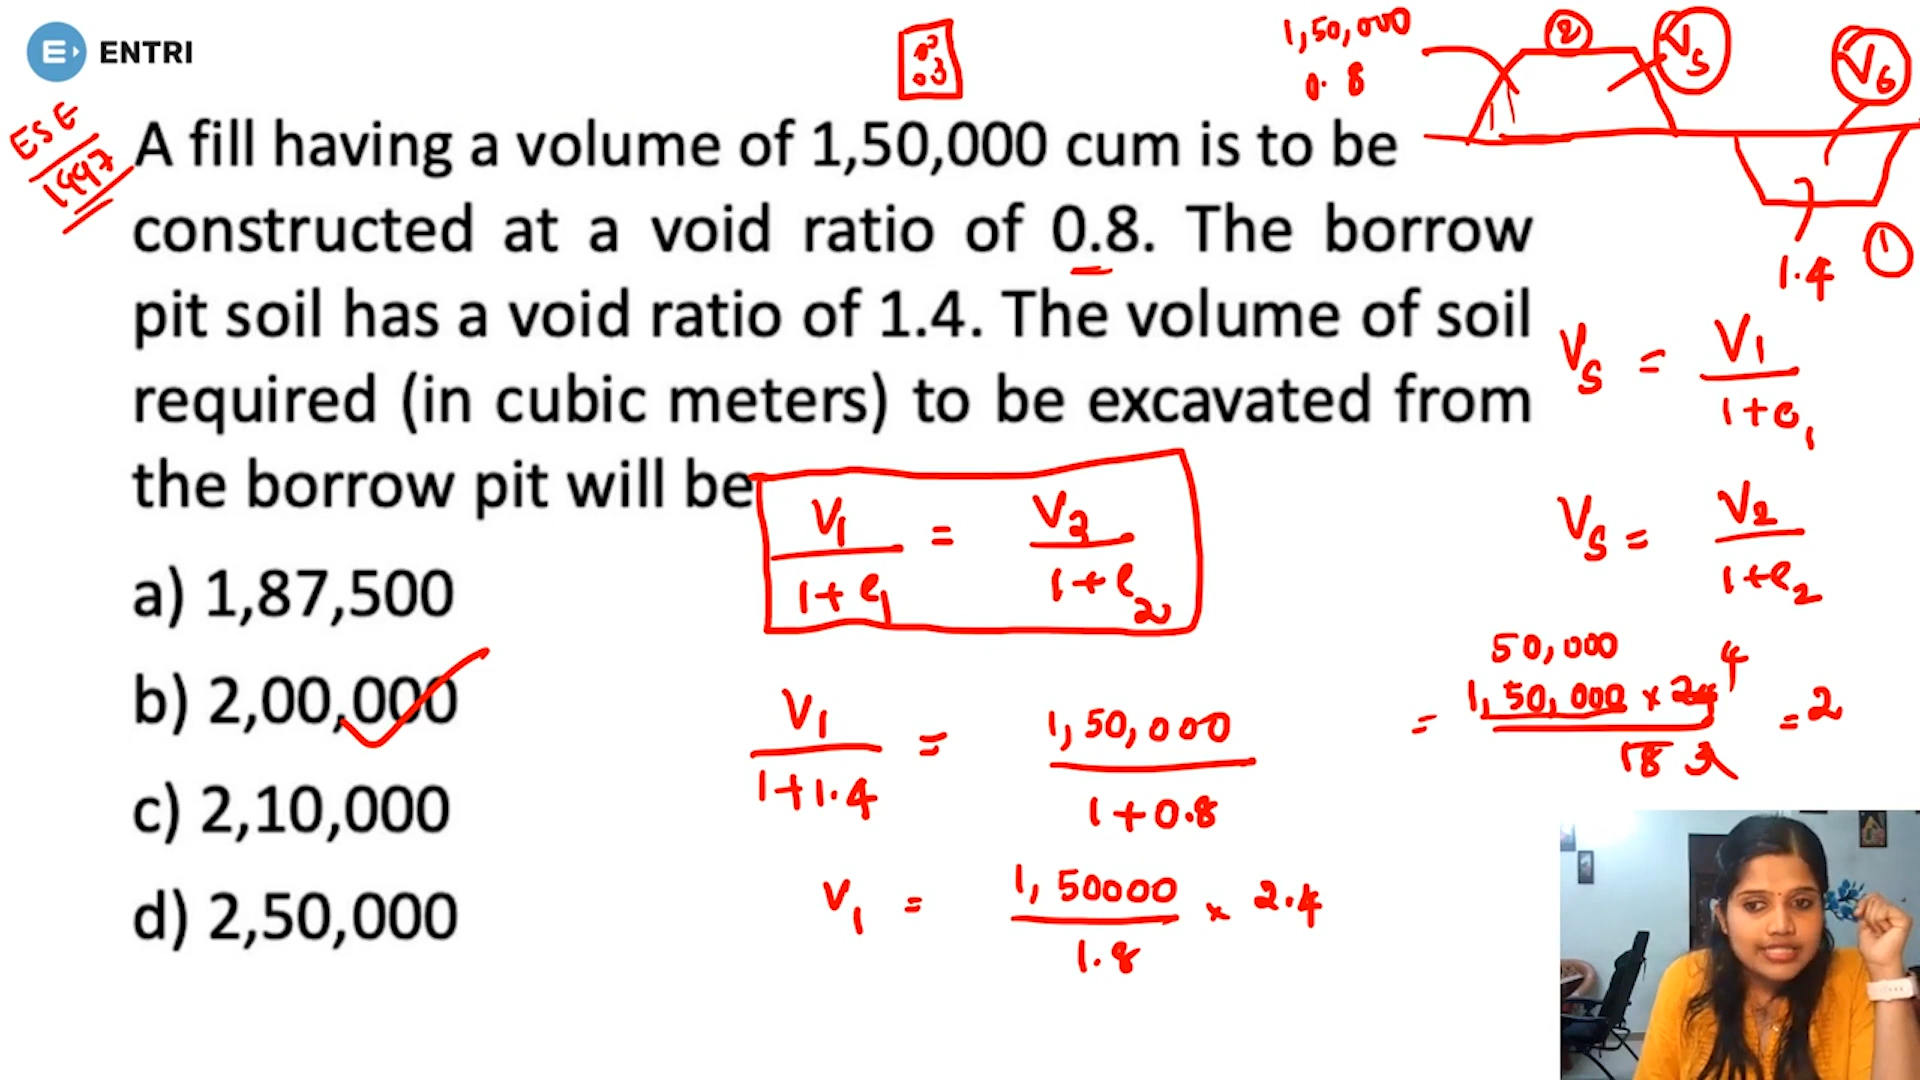 ENTRI
ESE
1997
A fill having a volume of 1,50,000 cum is to be
constructed at a void ratio of 0.8. The borrow
pit soil has a void ratio of 1.4. The volume of soil
required (in cubic meters) to be excavated from
the borrow pit will be
a) 1,87,500
b) 2,00,000
c) 2,10,000
d) 2,50,000
1,50,000
0.8
2
Vs
1.4
1
Vs = V1 / 1+e1
Vs = V2 / 1+e2
V1 / 1+e1 = V2 / 1+e2
V1 / 1+1.4 = 1,50,000 / 1+0.8
V1 = 1,50000 / 1.8 x 2.4
50,000
4
= 1,50,000 x 24 / 18 3 = 2